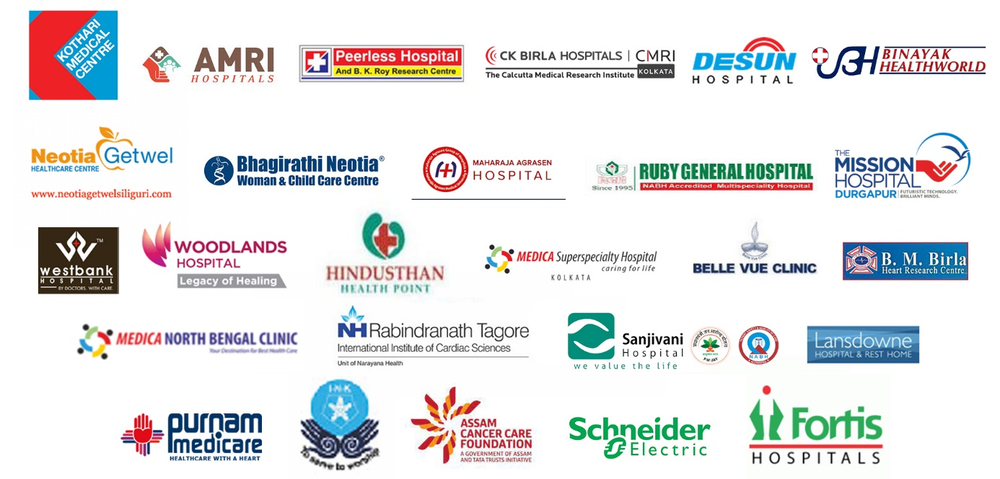 KOTHARI
MEDICAL
CENTRE
AMRI
HOSPITALS
Peerless Hospital
And B. K. Roy Research Centre
CK BIRLA HOSPITALS | CMRI
The Calcutta Medical Research Institute KOLKATA
DESUN
HOSPITAL
BINAYAK
HEALTHWORLD
Neotia Getwel
HEALTHCARE CENTRE
www.neotiagetwelsiliguri.com
Bhagirathi Neotia®
Woman & Child Care Centre
MAHARAJA AGRASEN
HOSPITAL
RUBY GENERAL HOSPITAL
Since 1995 NABH Accredited Multispeciality Hospital
THE
MISSION
HOSPITAL
DURGAPUR FUTURISTIC TECHNOLOGY.
BRILLIANT MINDS.
TM
westbank
HOSPITAL
BY DOCTORS. WITH CARE.
WOODLANDS
HOSPITAL
Legacy of Healing
HINDUSTHAN
HEALTH POINT
MEDICA Superspecialty Hospital
caring for life
KOLKATA
Belle Vue Clinic
BELLE VUE CLINIC
B. M. Birla
Heart Research Centre
MEDICA NORTH BENGAL CLINIC
Your Destination for Best Health Care
NH Rabindranath Tagore
International Institute of Cardiac Sciences
Unit of Narayana Health
Sanjivani
Hospital
we value the life
PM-JAY
NABH
Lansdowne
HOSPITAL & REST HOME
purnam
medicare
HEALTHCARE WITH A HEART
I·N·K
To serve to worship
ASSAM
CANCER CARE
FOUNDATION
A GOVERNMENT OF ASSAM
AND TATA TRUSTS INITIATIVE
Schneider
Electric
Fortis
HOSPITALS